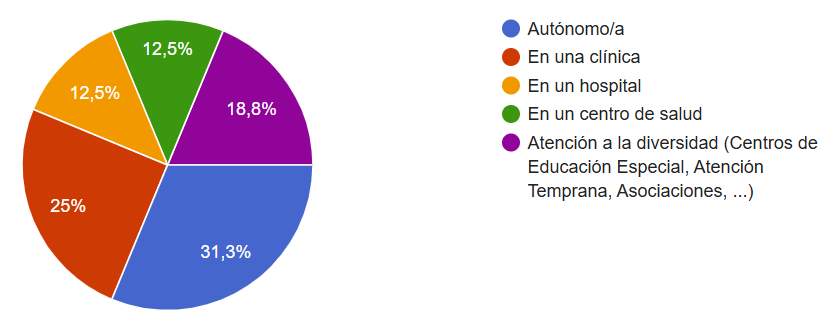 12,5%
12,5%
18,8%
25%
31,3%
Autónomo/a
En una clínica
En un hospital
En un centro de salud
Atención a la diversidad (Centros de
Educación Especial, Atención
Temprana, Asociaciones, ...)